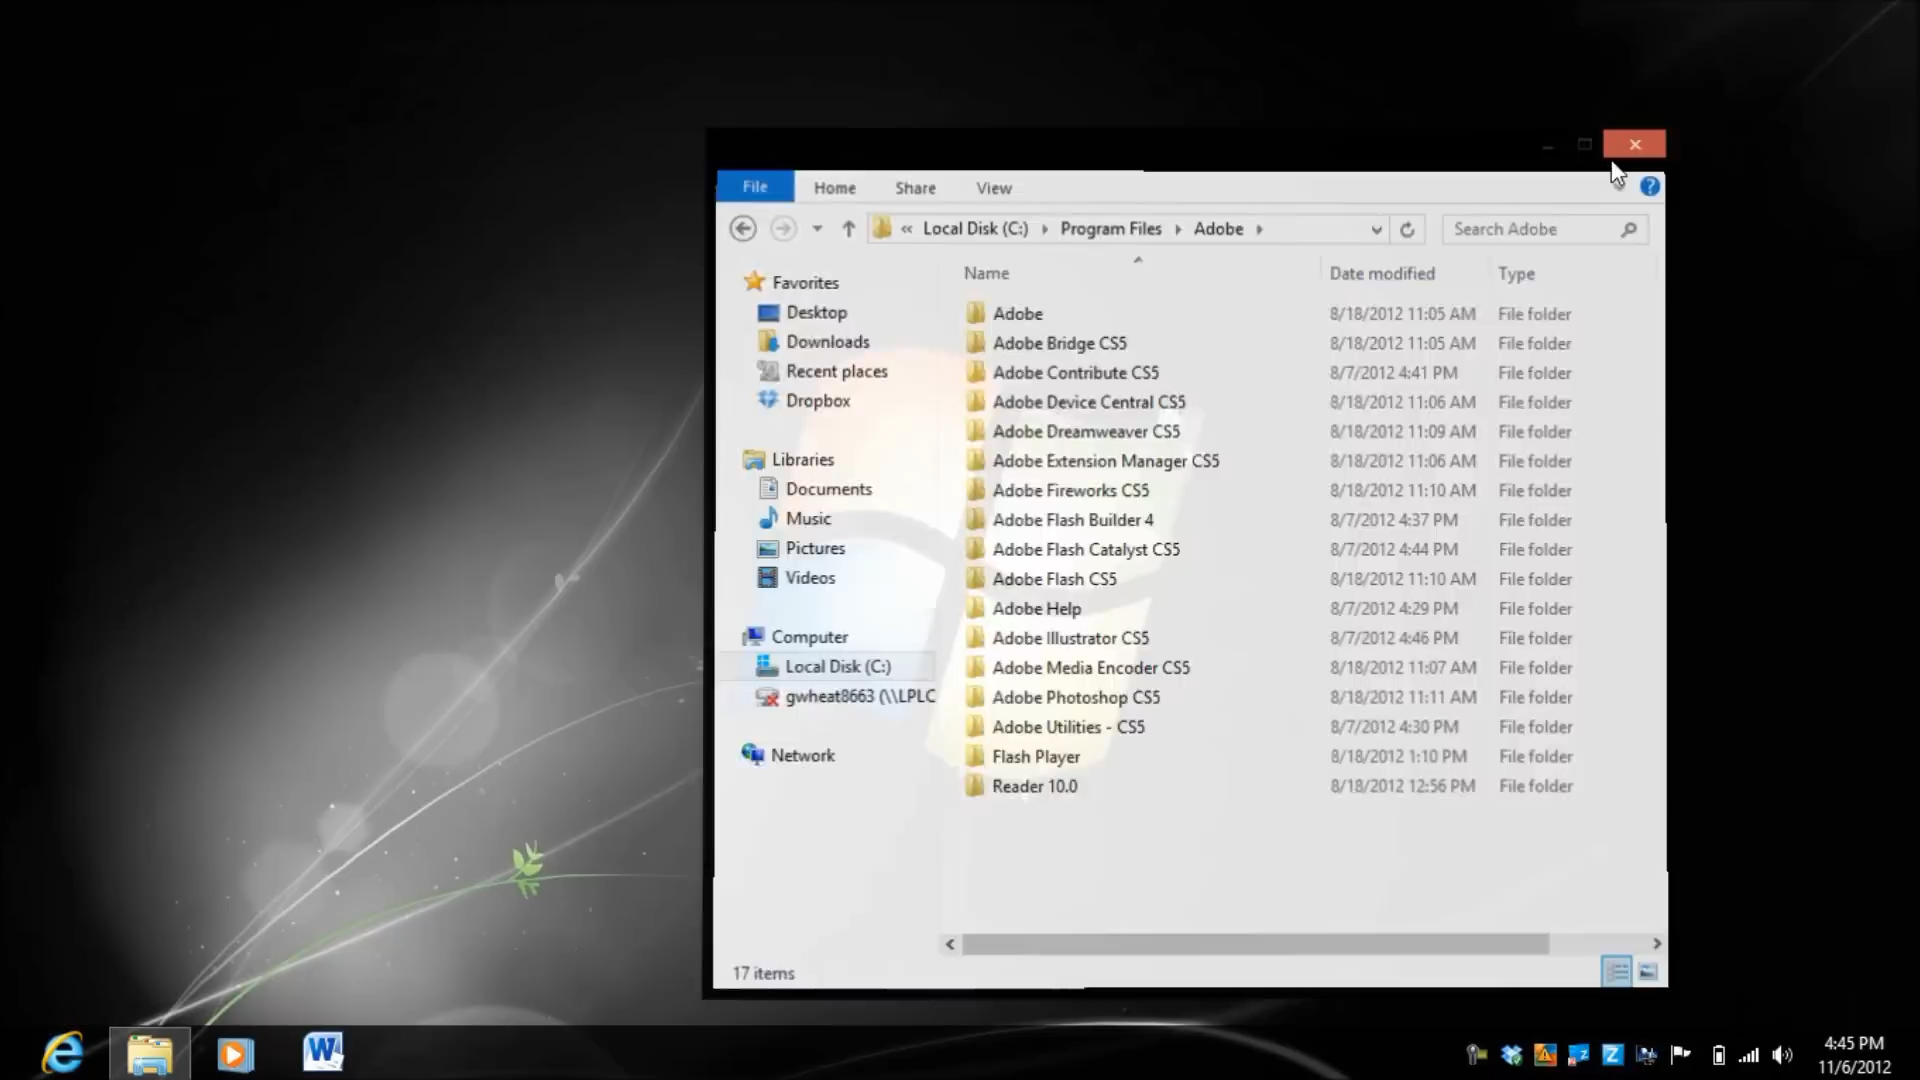 File Home Share View
« Local Disk (C:) Program Files Adobe Search Adobe
Name Date modified Type
Favorites
Desktop
Downloads
Recent places
Dropbox
Libraries
Documents
Music
Pictures
Videos
Computer
Local Disk (C:)
gwheat8663 (\\LPLC
Network
Adobe 8/18/2012 11:05 AM File folder
Adobe Bridge CS5 8/18/2012 11:05 AM File folder
Adobe Contribute CS5 8/7/2012 4:41 PM File folder
Adobe Device Central CS5 8/18/2012 11:06 AM File folder
Adobe Dreamweaver CS5 8/18/2012 11:09 AM File folder
Adobe Extension Manager CS5 8/18/2012 11:06 AM File folder
Adobe Fireworks CS5 8/18/2012 11:10 AM File folder
Adobe Flash Builder 4 8/7/2012 4:37 PM File folder
Adobe Flash Catalyst CS5 8/7/2012 4:44 PM File folder
Adobe Flash CS5 8/18/2012 11:10 AM File folder
Adobe Help 8/7/2012 4:29 PM File folder
Adobe Illustrator CS5 8/7/2012 4:46 PM File folder
Adobe Media Encoder CS5 8/18/2012 11:07 AM File folder
Adobe Photoshop CS5 8/18/2012 11:11 AM File folder
Adobe Utilities - CS5 8/7/2012 4:30 PM File folder
Flash Player 8/18/2012 1:10 PM File folder
Reader 10.0 8/18/2012 12:56 PM File folder
17 items
4:45 PM
11/6/2012